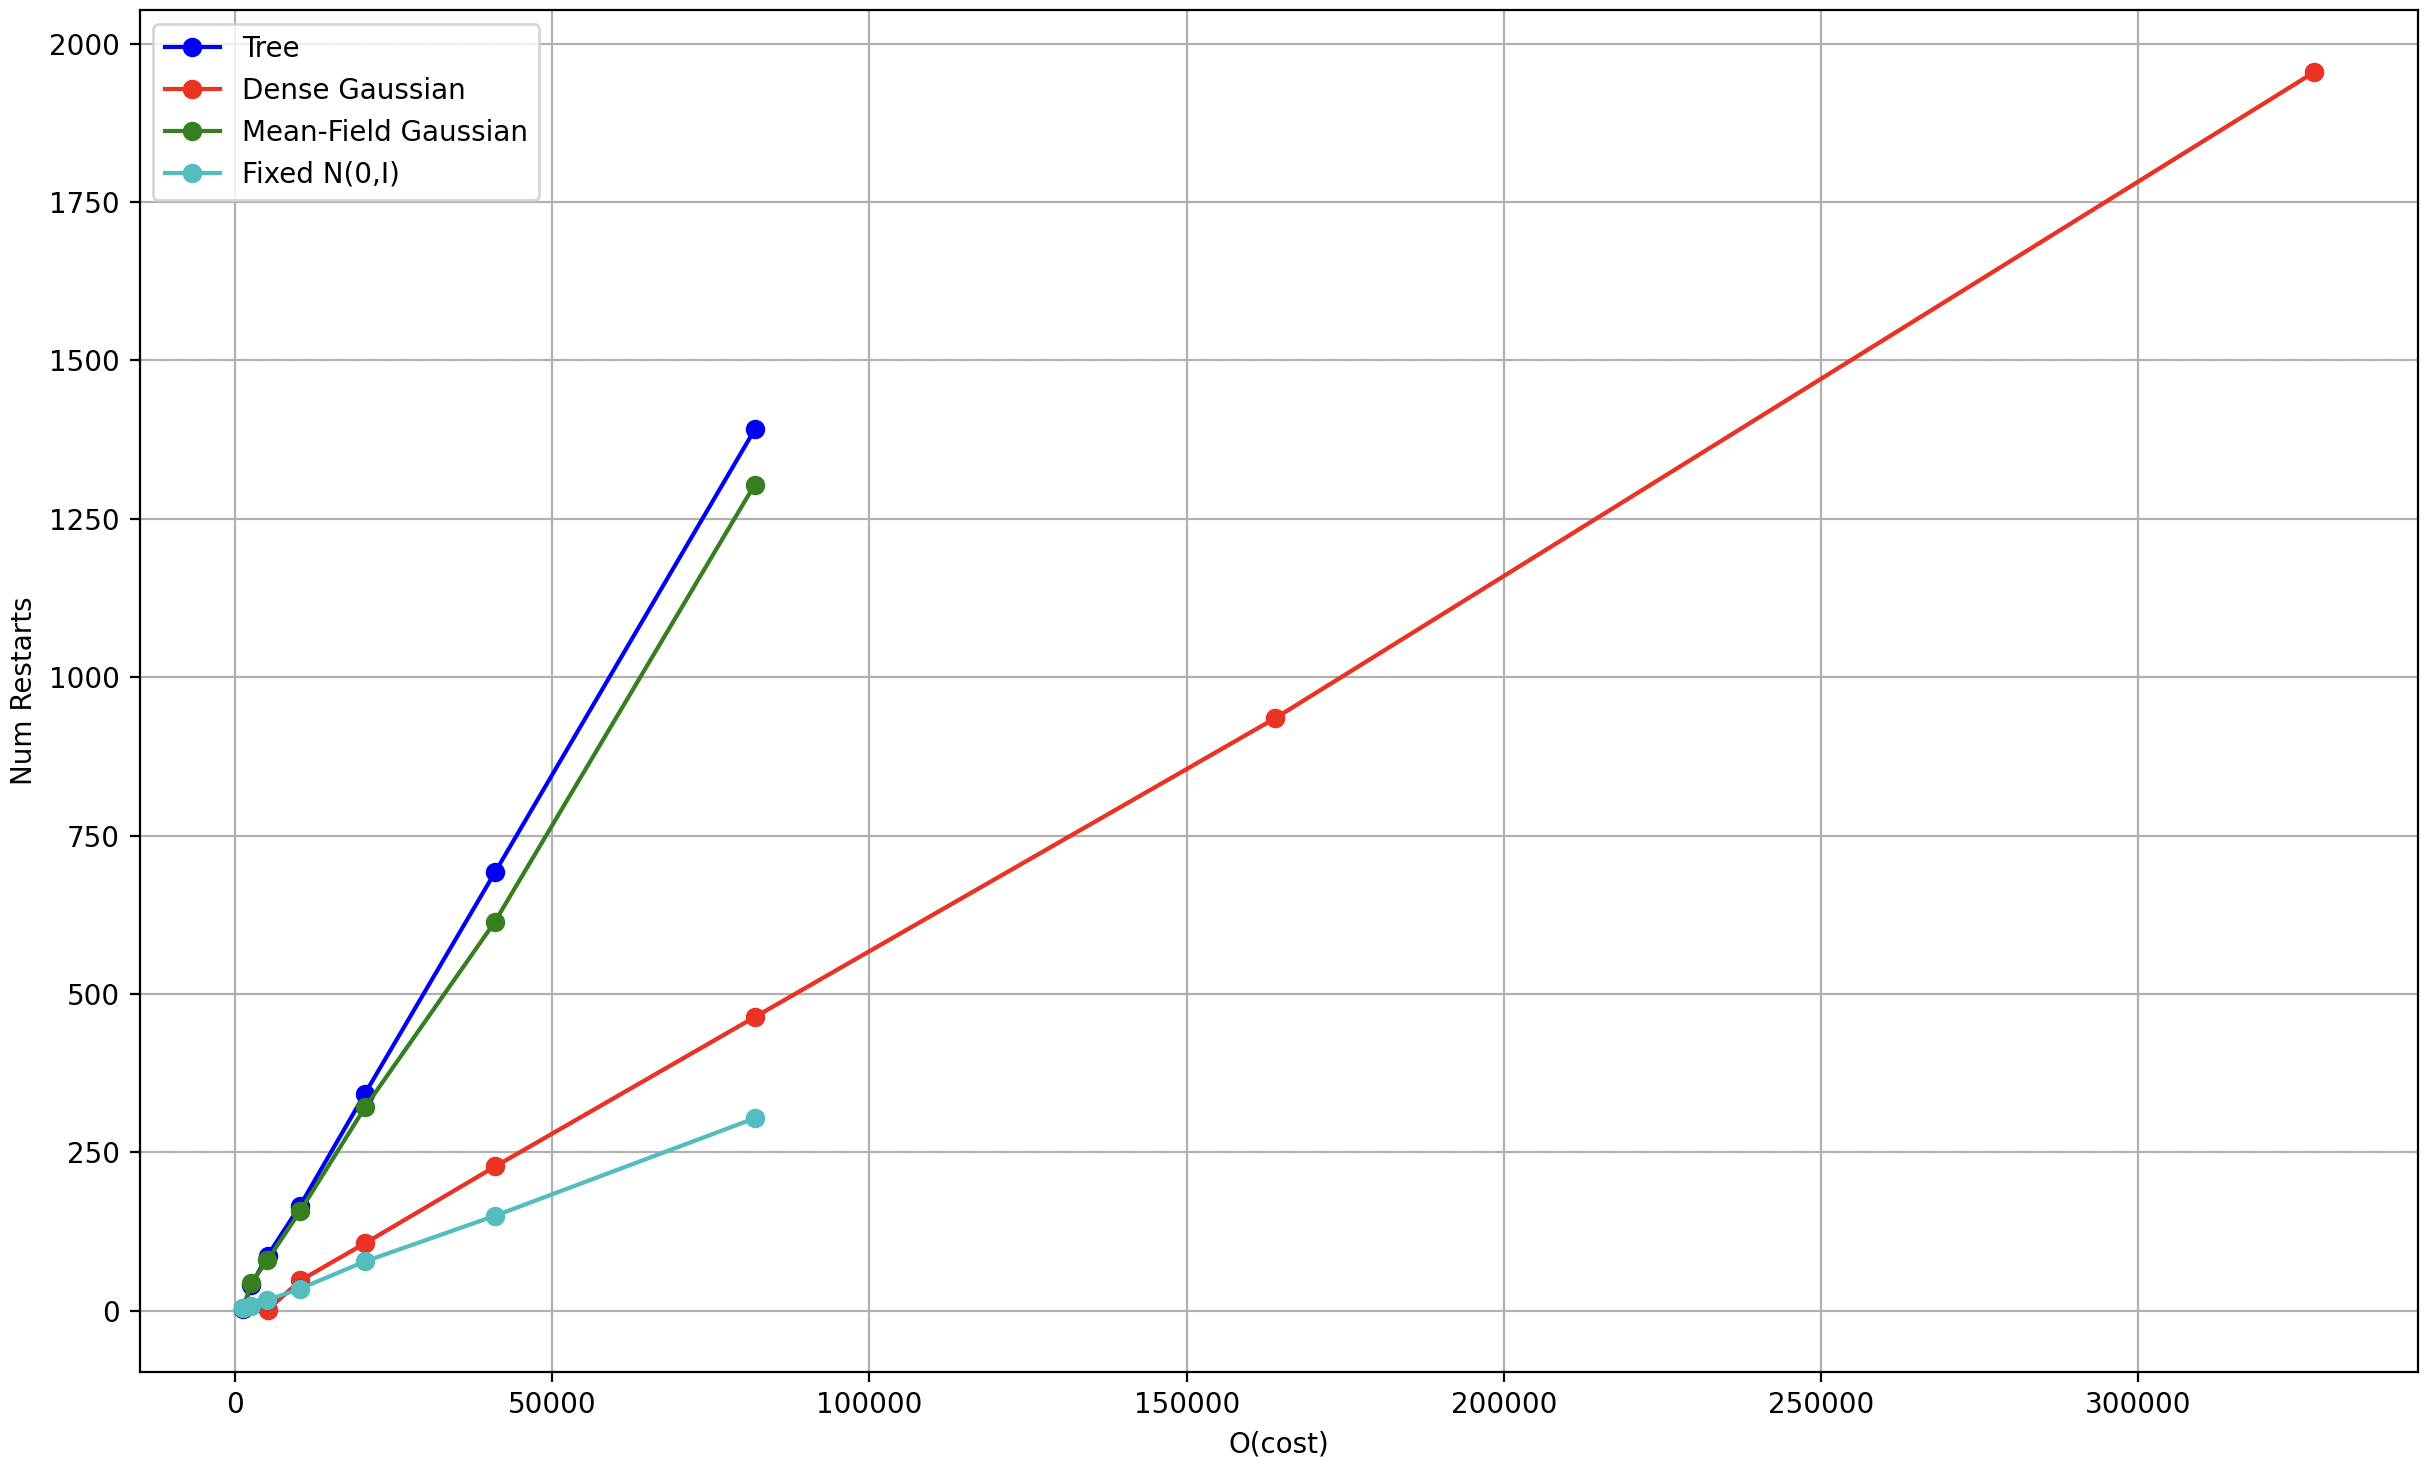 Tree
Dense Gaussian
Mean-Field Gaussian
Fixed N(0,I)
2000
1750
1500
1250
1000
750
500
250
0
Num Restarts
0 50000 100000 150000 200000 250000 300000
O(cost)